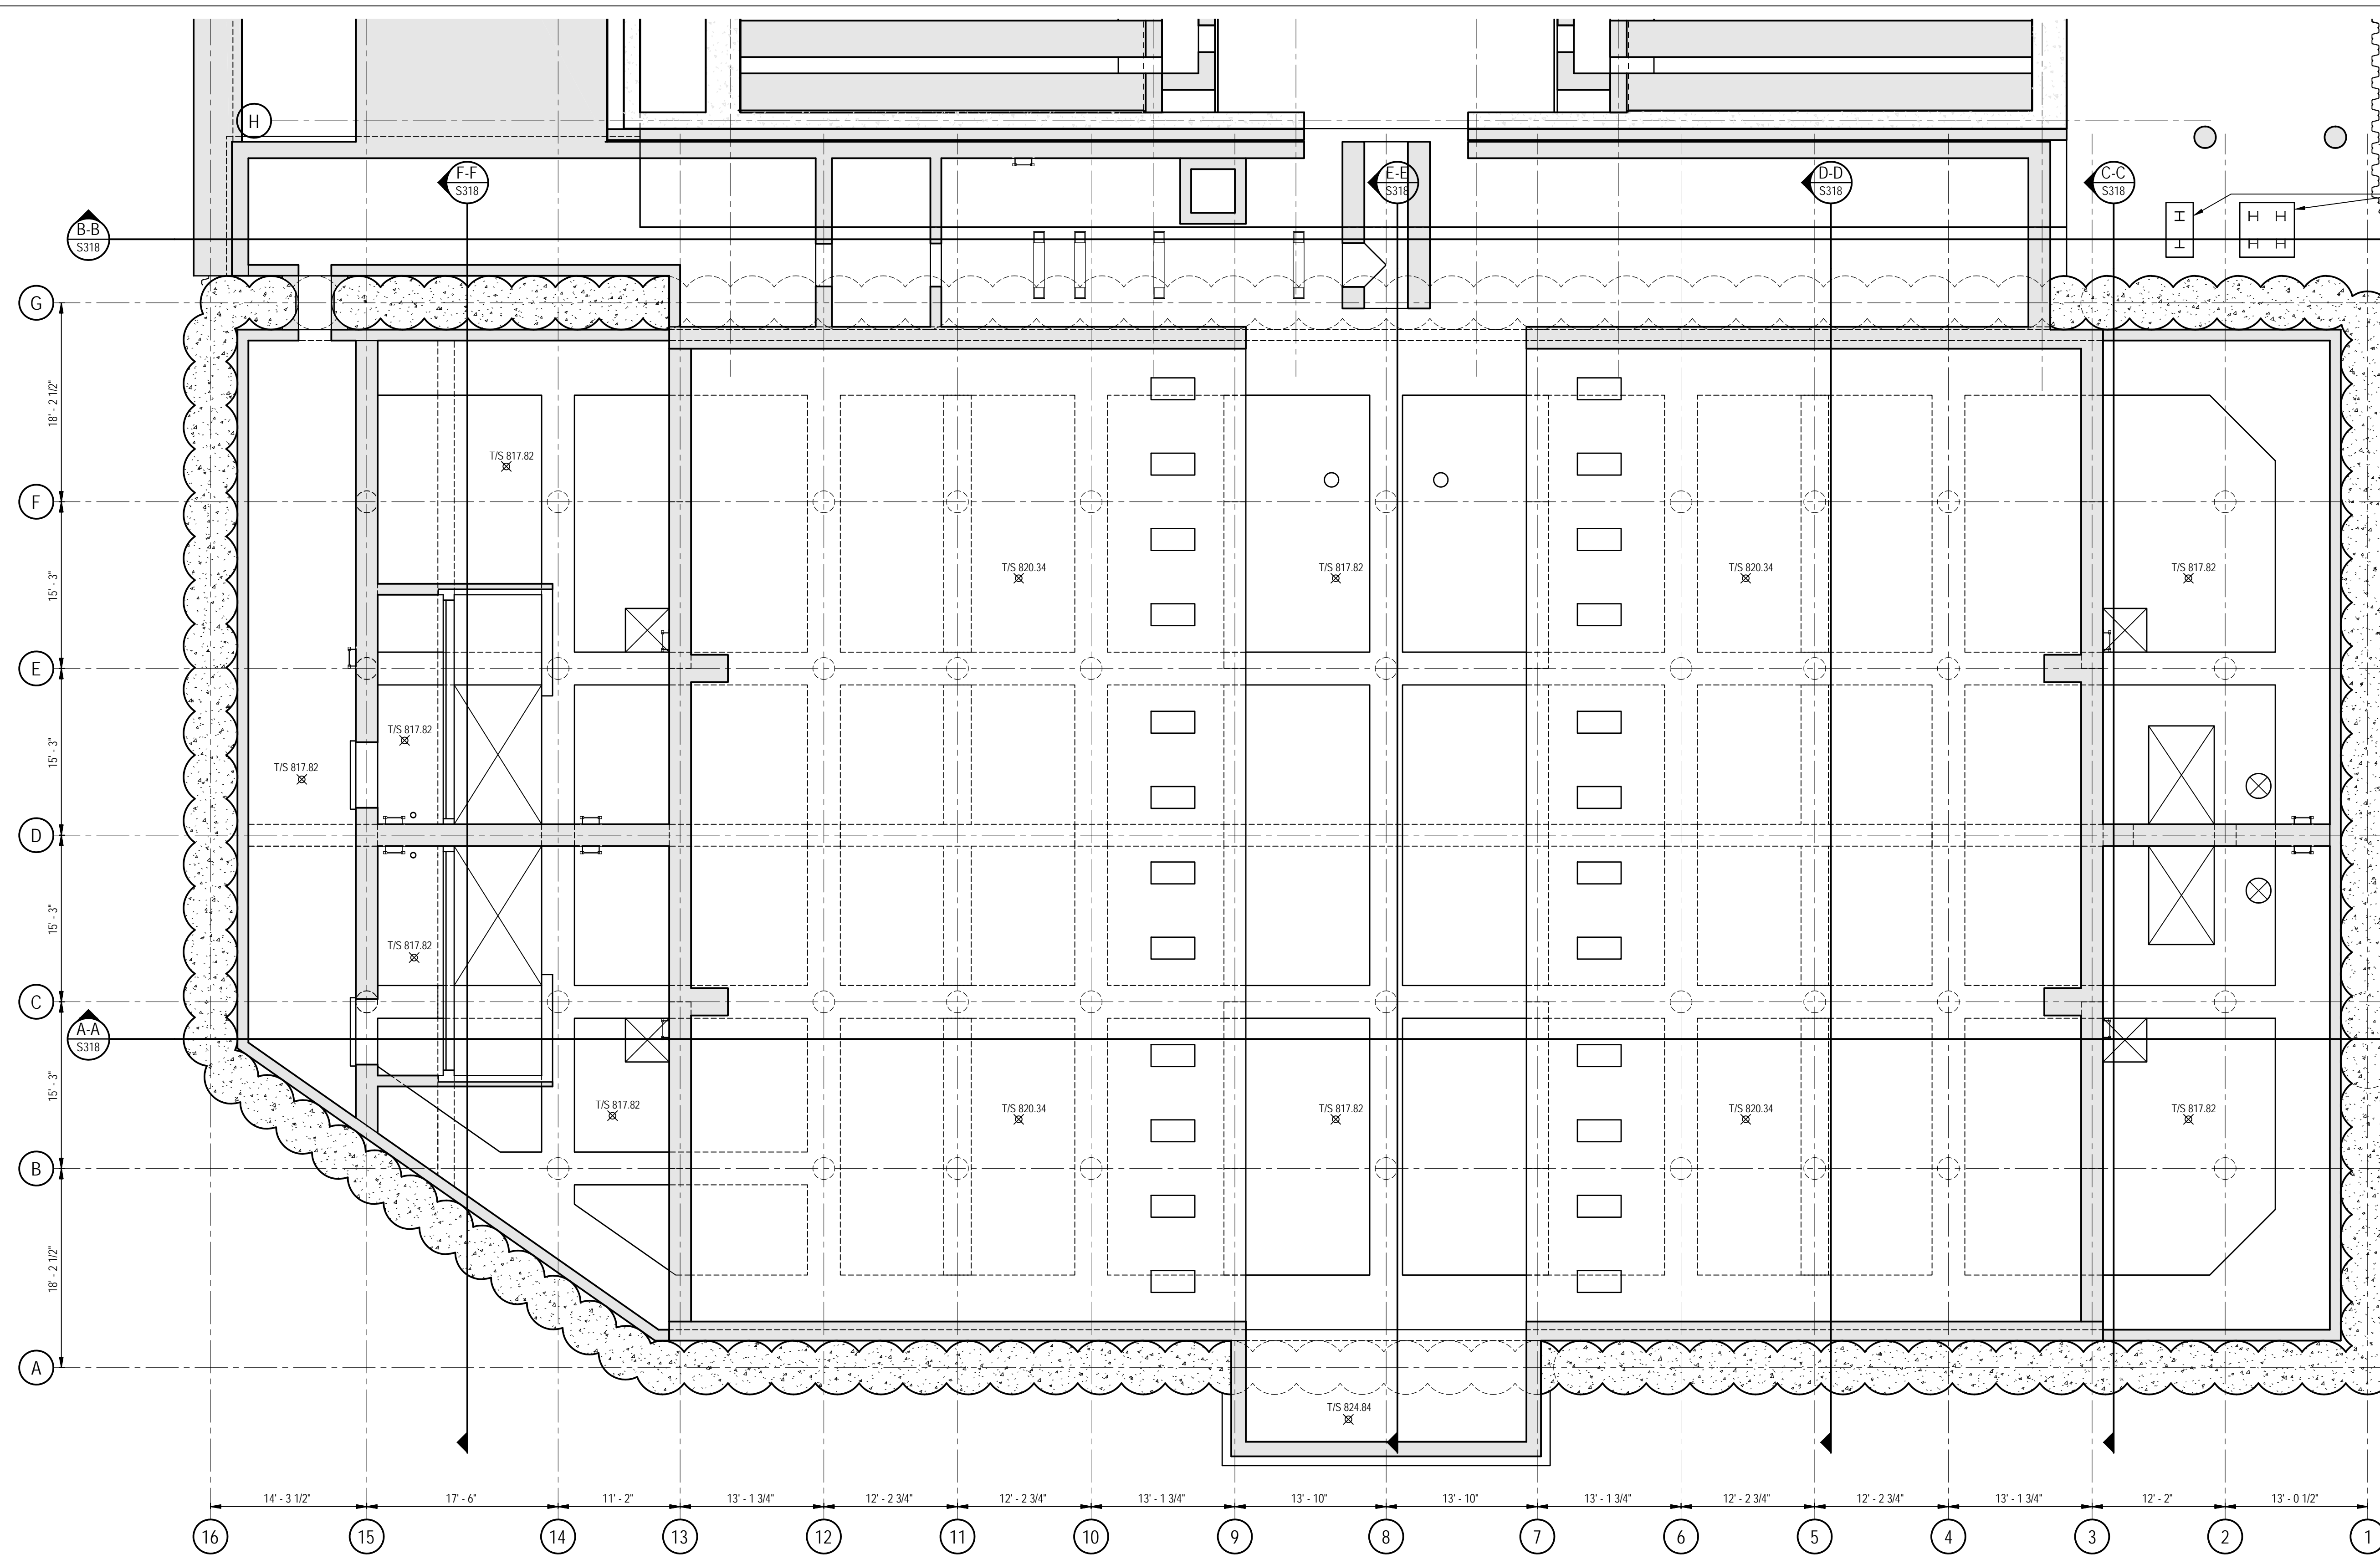 H
F-F
S318
E-E
S318
D-D
S318
C-C
S318
B-B
S318
G
18' - 2 1/2"
T/S 817.82
F
15' - 3"
T/S 820.34
T/S 817.82
T/S 820.34
T/S 817.82
E
15' - 3"
T/S 817.82
T/S 817.82
D
15' - 3"
T/S 817.82
C
A-A
S318
15' - 3"
T/S 817.82
T/S 820.34
T/S 817.82
T/S 820.34
T/S 817.82
B
18' - 2 1/2"
A
T/S 824.84
14' - 3 1/2"
17' - 6"
11' - 2"
13' - 1 3/4"
12' - 2 3/4"
12' - 2 3/4"
13' - 1 3/4"
13' - 10"
13' - 10"
13' - 1 3/4"
12' - 2 3/4"
12' - 2 3/4"
13' - 1 3/4"
12' - 2"
13' - 0 1/2"
16
15
14
13
12
11
10
9
8
7
6
5
4
3
2
1